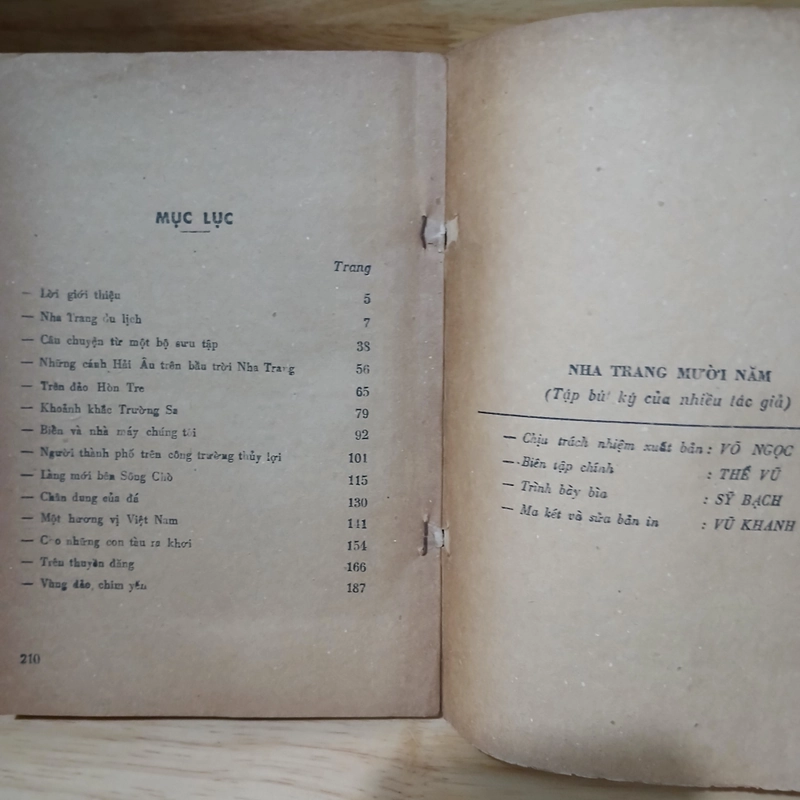 MỤC LỤC
Trang
— Lời giới thiệu 5
— Nha Trang du lịch 7
— Câu chuyện từ một bộ sưu tập 38
— Những cánh Hải Âu trên bầu trời Nha Trang 56
— Trên đảo Hòn Tre 65
— Khoảnh khắc Trường Sa 79
— Biển và nhà máy chúng tôi 92
— Người thành phố trên công trường thủy lợi 101
— Làng mới bên Sông Chò 115
— Chân dung của đá 130
— Một hương vị Việt Nam 141
— Cho những con tàu ra khơi 154
— Trên thuyền đăng 166
— Vùng đảo, chim yến 187
210
NHA TRANG MƯỜI NĂM
(Tập bút ký của nhiều tác giả)
— Chịu trách nhiệm xuất bản : VÕ NGỌC
— Biên tập chính : THẾ VŨ
— Trình bày bìa : SỸ BẠCH
— Ma két và sửa bản in : VŨ KHANH